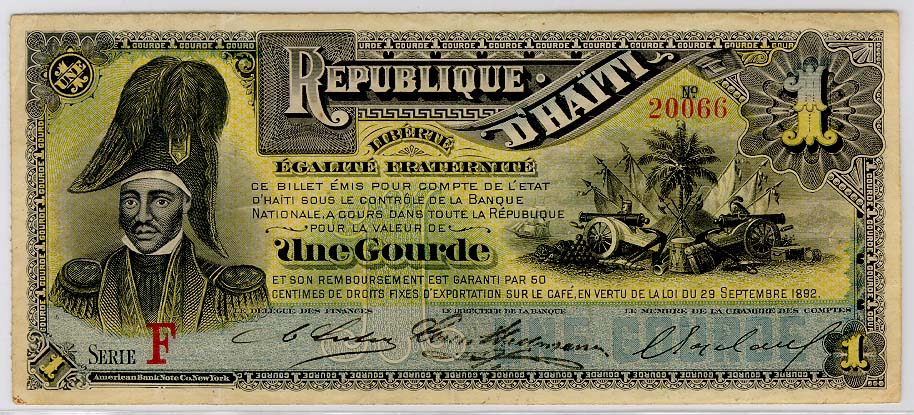 UNE
REPUBLIQUE D'HAÏTI
Nº
20066
1
LIBERTÉ
ÉGALITÉ FRATERNITÉ
CE BILLET ÉMIS POUR COMPTE DE L'ETAT
D'HAÏTI SOUS LE CONTRÔLE DE LA BANQUE
NATIONALE, A COURS DANS TOUTE LA RÉPUBLIQUE
POUR LA VALEUR DE
Une Gourde
ET SON REMBOURSEMENT EST GARANTI PAR 50
CENTIMES DE DROITS FIXES D'EXPORTATION SUR LE CAFÉ, EN VERTU DE LA LOI DU 29 SEPTEMBRE 1892.
LE DÉLÉGUÉ DES FINANCES LE DIRECTEUR DE LA BANQUE LE MEMBRE DE LA CHAMBRE DES COMPTES
UNE GOURDE
1 SERIE F 1
American Bank Note Co. New York